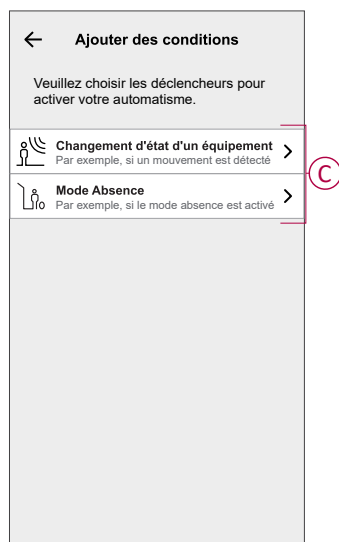 Ajouter des conditions
Veuillez choisir les déclencheurs pour
activer votre automatisme.
Changement d'état d'un équipement
Par exemple, si un mouvement est détecté
Mode Absence
Par exemple, si le mode absence est activé
C